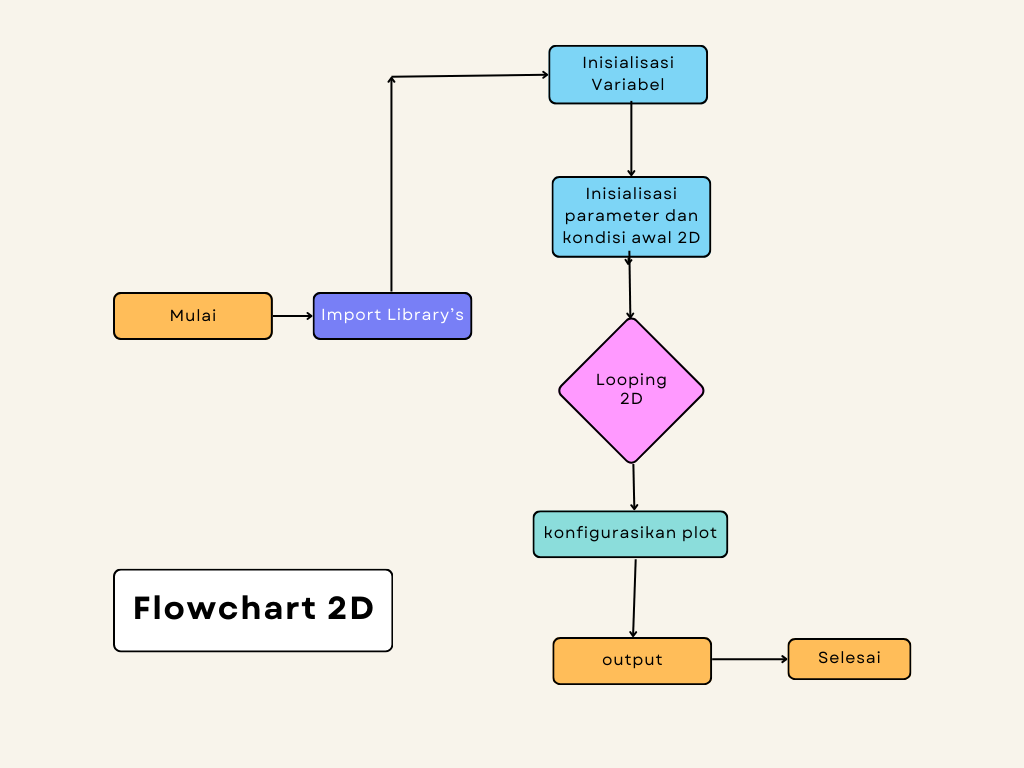 Mulai
Import Library's
Inisialisasi
Variabel
Inisialisasi
parameter dan
kondisi awal 2D
Looping
2D
konfigurasikan plot
output
Selesai
Flowchart 2D